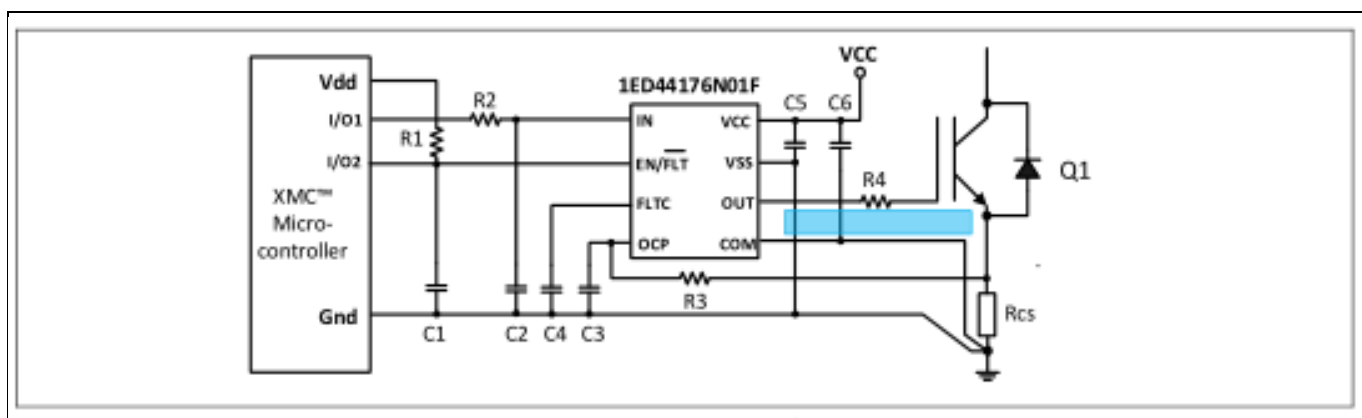 VCC
Vdd
1ED44176N01F
R2
C5
C6
I/O1
IN
VCC
R1
I/O2
EN/FLT
VSS
Q1
R4
XMC™
Micro-
controller
FLTC
OUT
OCP
COM
R3
Rcs
Gnd
C1
C2
C4
C3